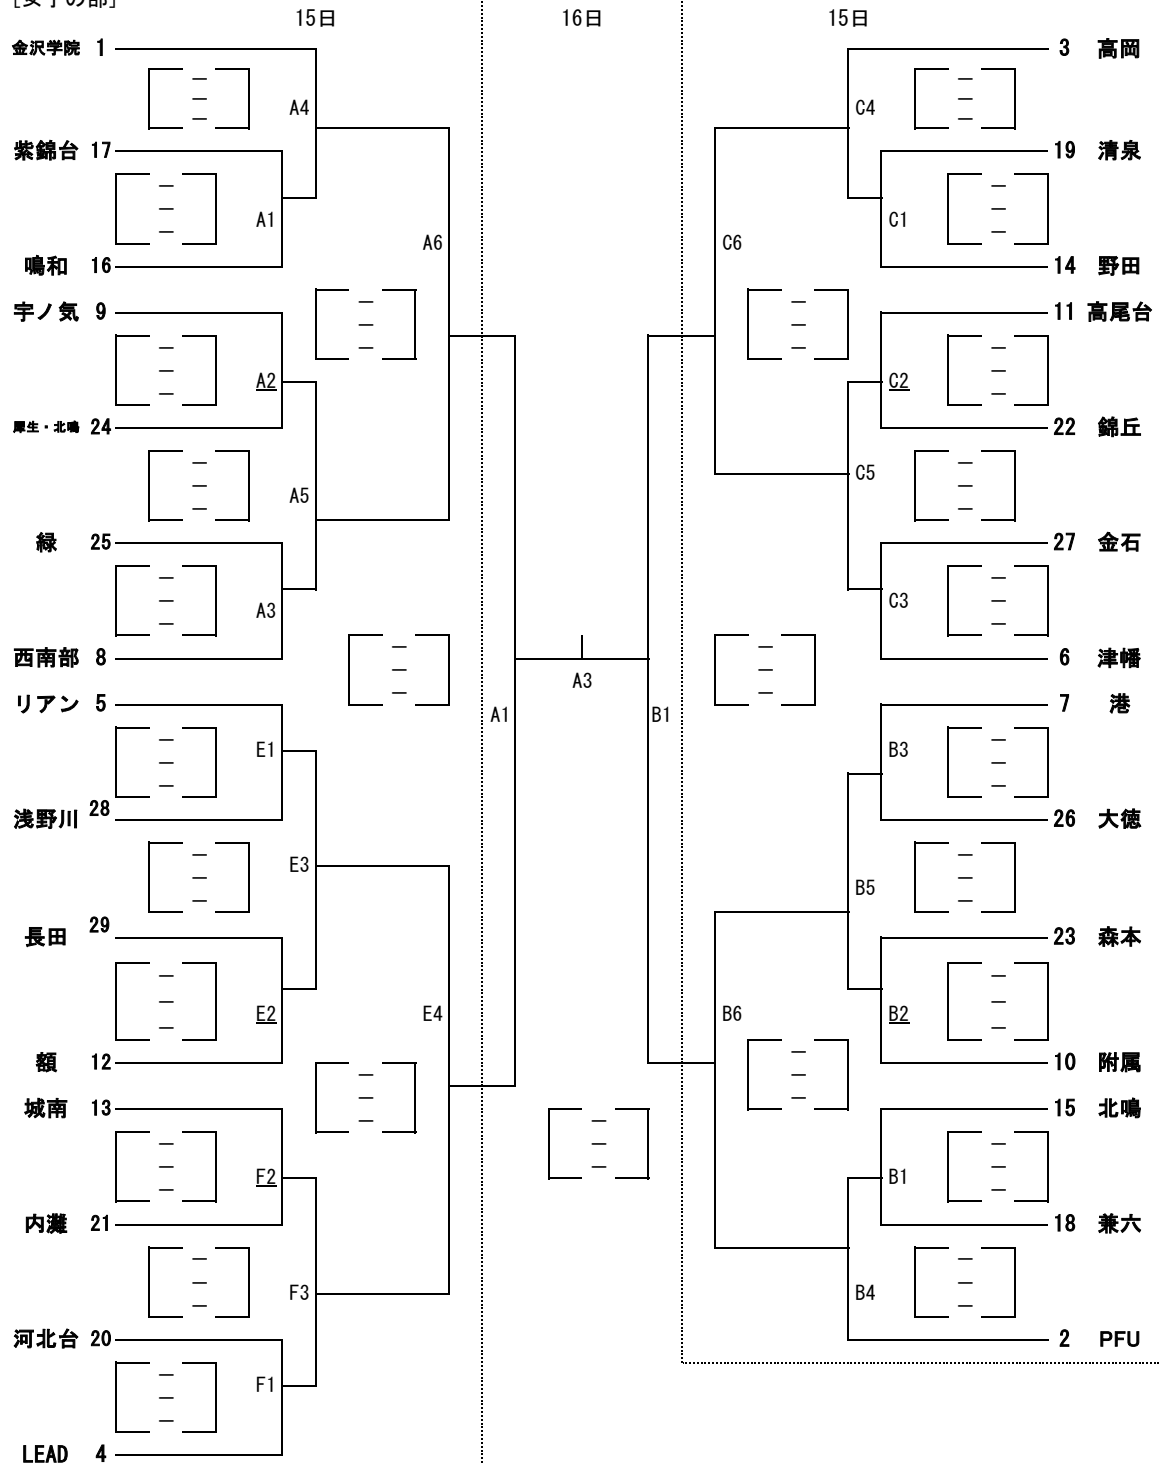 [女子の部]
15日 16日 15日
金沢学院 1
A4
紫錦台 17
A1
鳴和 16
A6
宇ノ気 9
A2
犀生・北鳴 24
A5
緑 25
A3
西南部 8
リアン 5
E1
浅野川 28
E3
長田 29
E2
額 12
E4
城南 13
F2
内灘 21
F3
河北台 20
F1
LEAD 4
A1
A3
B1
3 高岡
C4
19 清泉
C1
14 野田
C6
11 高尾台
C2
22 錦丘
C5
27 金石
C3
6 津幡
7 港
B3
26 大徳
B5
23 森本
B2
10 附属
B6
15 北鳴
B1
18 兼六
B4
2 PFU